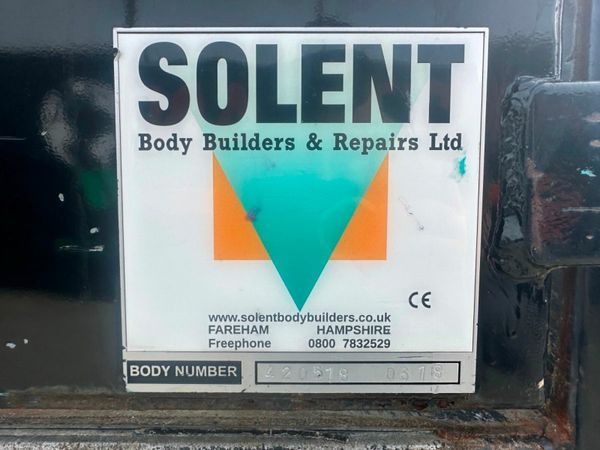 SOLENT
Body Builders & Repairs Ltd
CE
www.solentbodybuilders.co.uk
FAREHAM HAMPSHIRE
Freephone 0800 7832529
BODY NUMBER